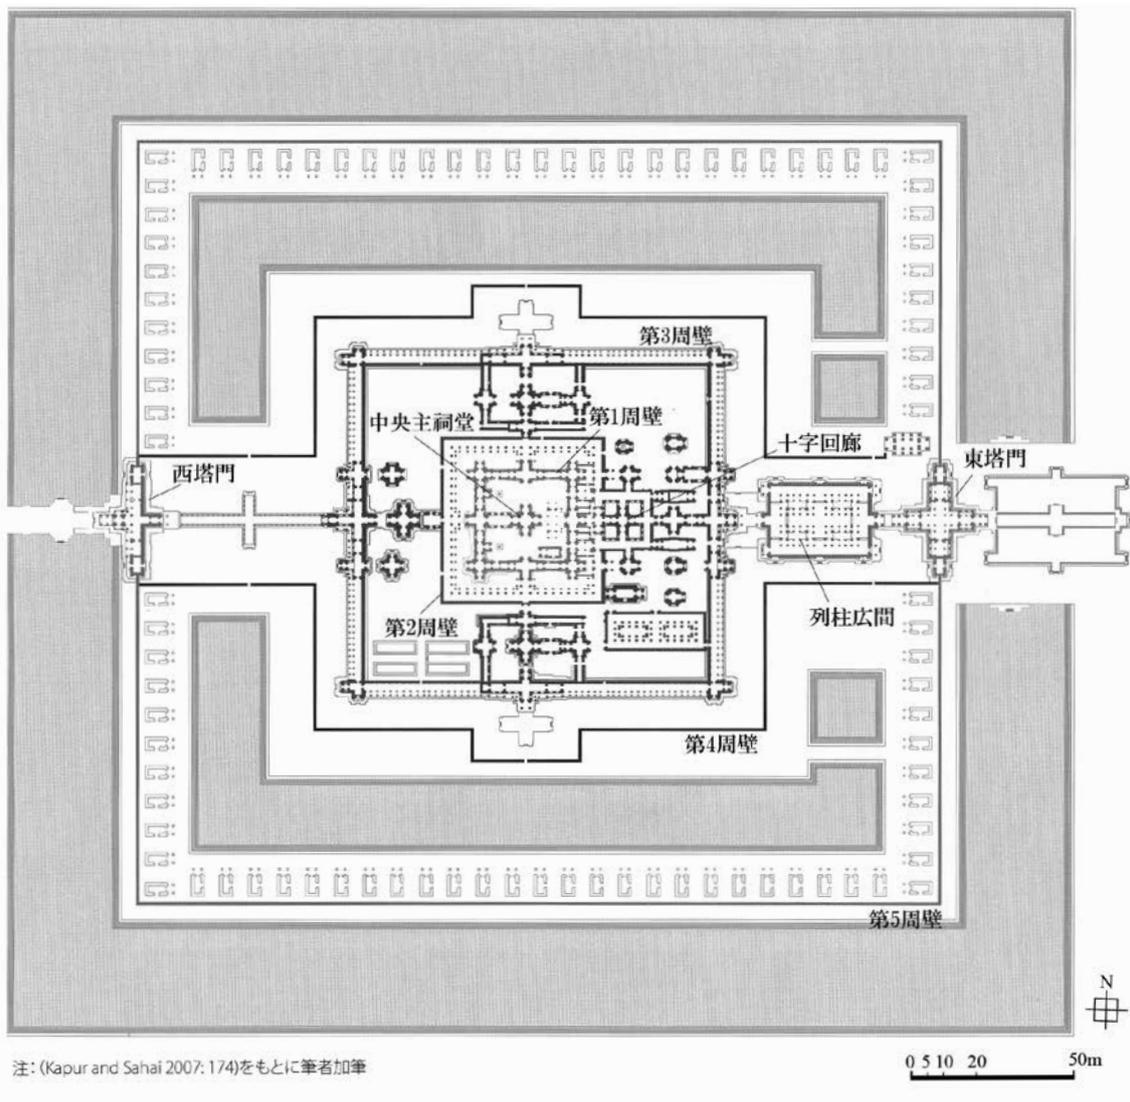 第3周壁
中央主祠堂
第1周壁
十字回廊
西塔門
東塔門
第2周壁
列柱広間
第4周壁
第5周壁
N
注：(Kapur and Sahai 2007: 174)をもとに筆者加筆
0 5 10 20 50m